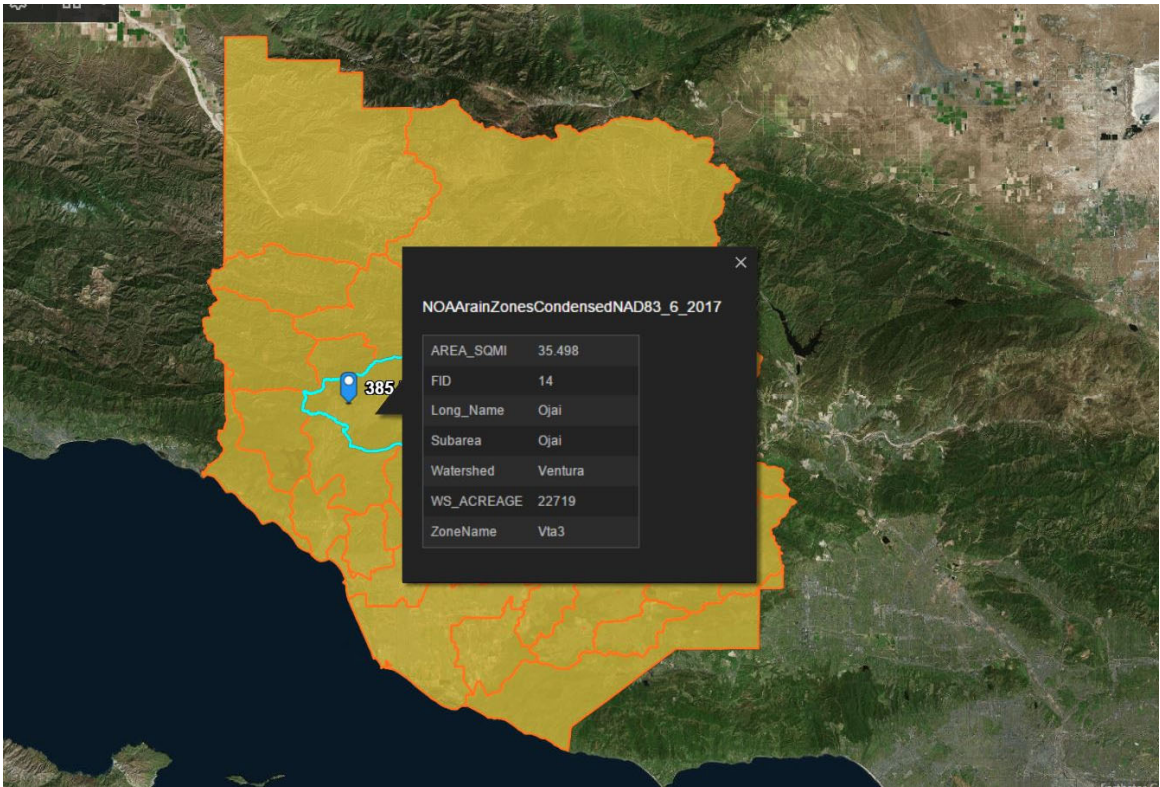 NOAArainZonesCondensedNAD83_6_2017
AREA_SQMI 35.498
FID 14
385
Long_Name Ojai
Subarea Ojai
Watershed Ventura
WS_ACREAGE 22719
ZoneName Vta3